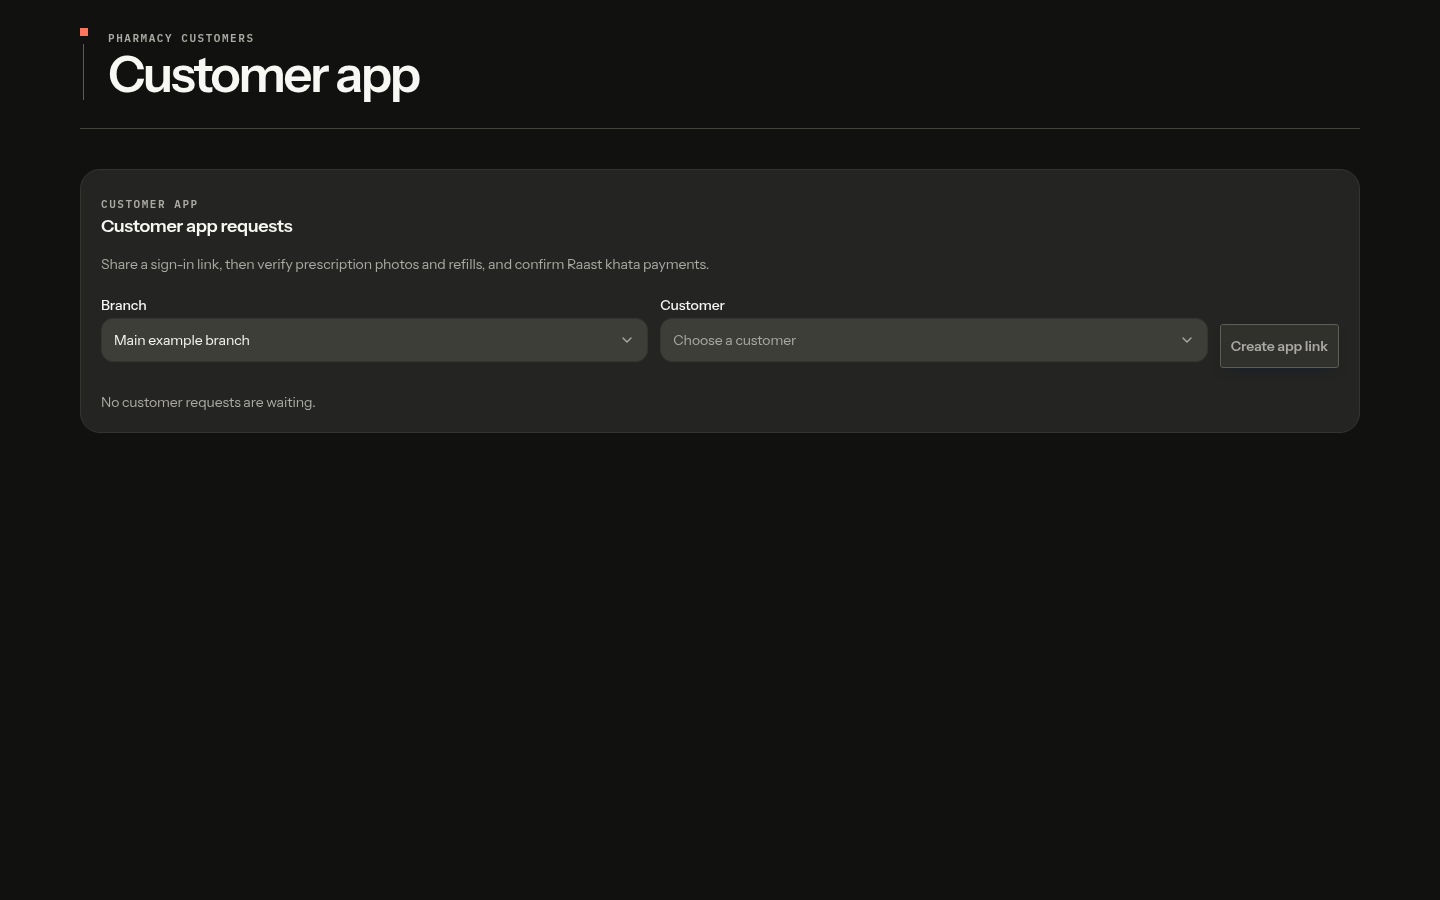 PHARMACY CUSTOMERS
Customer app
CUSTOMER APP
Customer app requests
Share a sign-in link, then verify prescription photos and refills, and confirm Raast khata payments.
Branch
Customer
Main example branch
Choose a customer
Create app link
No customer requests are waiting.